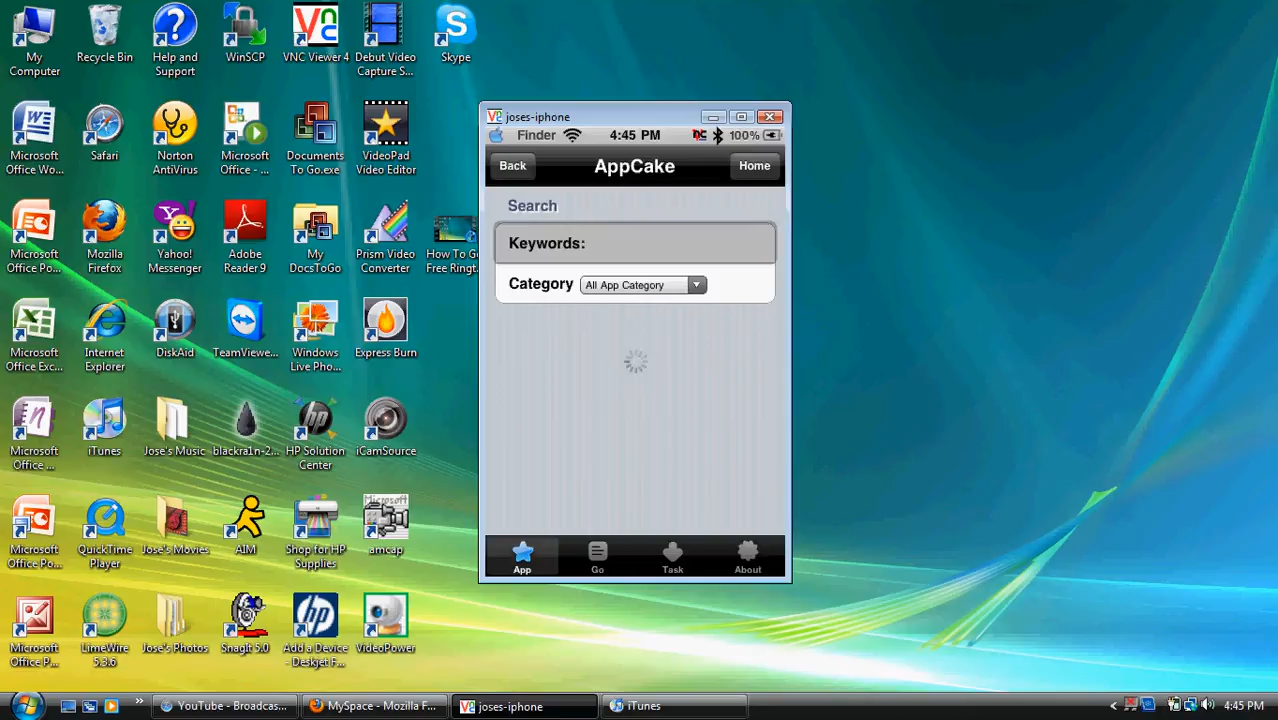 My
Computer
Recycle Bin
Help and
Support
WinSCP
VNC Viewer 4
Debut Video
Capture S...
Skype
Microsoft
Office Wo...
Safari
Norton
AntiVirus
Microsoft
Office - ...
Documents
To Go.exe
VideoPad
Video Editor
Microsoft
Office Po...
Mozilla
Firefox
Yahoo!
Messenger
Adobe
Reader 9
My
DocsToGo
Prism Video
Converter
How To G
Free Ringt.
Microsoft
Office Exc...
Internet
Explorer
DiskAid
TeamViewe...
Windows
Live Pho...
Express Burn
Microsoft
Office ...
iTunes
Jose's Music
blackra1n-2...
HP Solution
Center
iCamSource
Microsoft
Office Po...
QuickTime
Player
Jose's Movies
AIM
Shop for HP
Supplies
Microsoft
amcap
Microsoft
Office P...
LimeWire
5.3.6
Jose's Photos
SnagIt 5.0
Add a Device
- Deskjet F...
VideoPower
joses-iphone
Finder
4:45 PM
100%
Back
AppCake
Home
Search
Keywords:
Category
All App Category
App
Go
Task
About
YouTube - Broadcas...
MySpace - Mozilla F...
joses-iphone
iTunes
4:45 PM